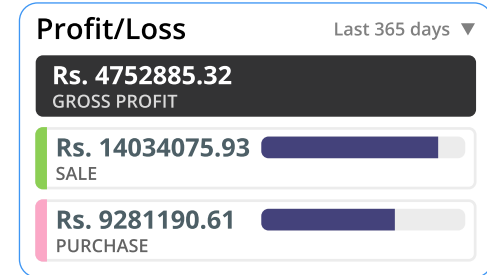 Profit/Loss
Last 365 days ▼
Rs. 4752885.32
GROSS PROFIT
Rs. 14034075.93
SALE
Rs. 9281190.61
PURCHASE